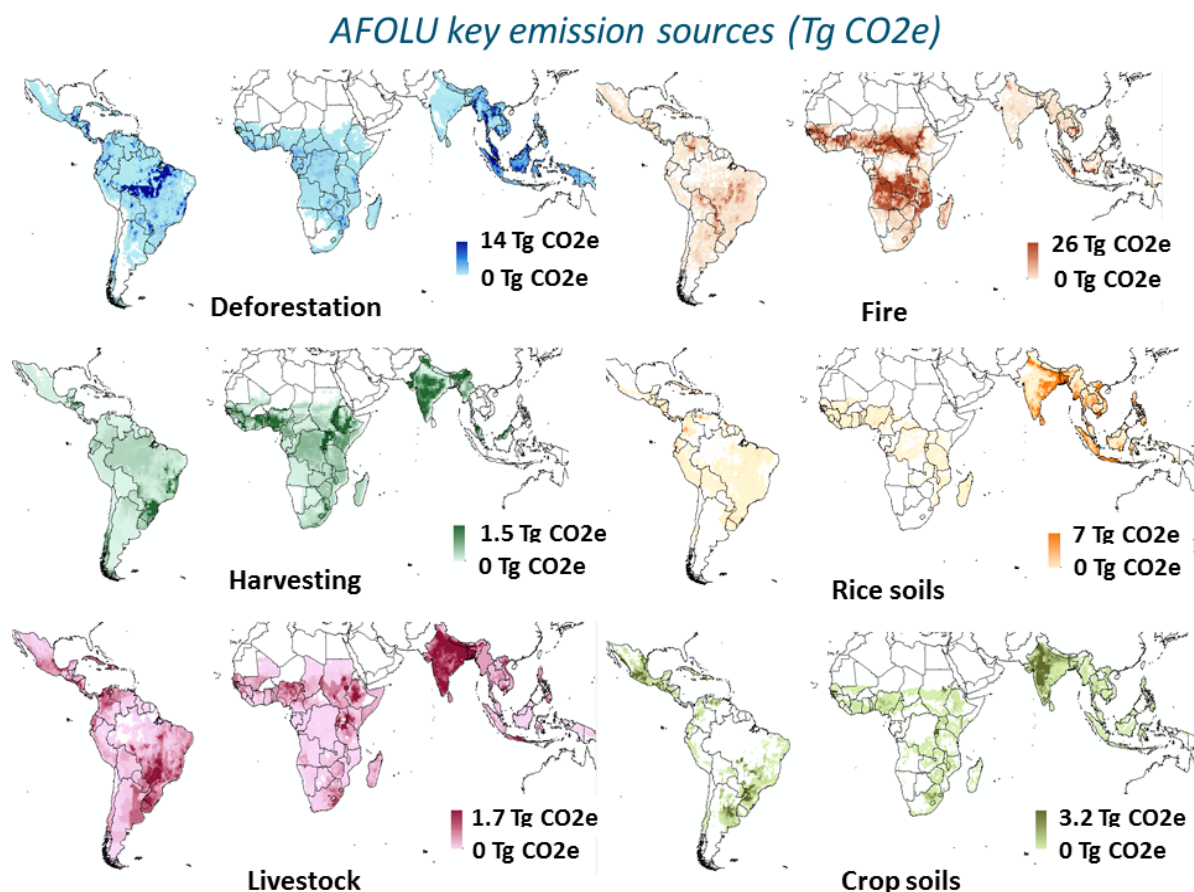 AFOLU key emission sources (Tg CO2e)
14 Tg CO2e
0 Tg CO2e
Deforestation
26 Tg CO2e
0 Tg CO2e
Fire
1.5 Tg CO2e
0 Tg CO2e
Harvesting
7 Tg CO2e
0 Tg CO2e
Rice soils
1.7 Tg CO2e
0 Tg CO2e
Livestock
3.2 Tg CO2e
0 Tg CO2e
Crop soils